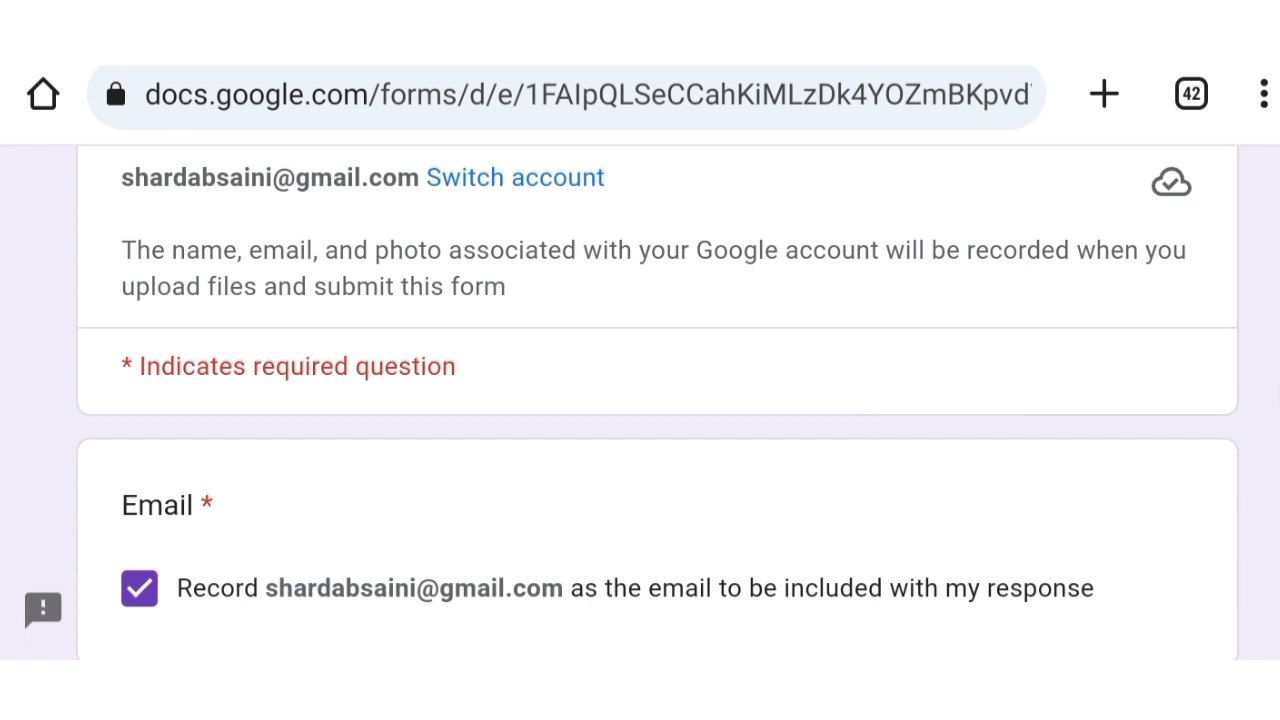 docs.google.com/forms/d/e/1FAIpQLSeCCahKiMLzDk4YOZmBKpvd
42
shardabsaini@gmail.com Switch account
The name, email, and photo associated with your Google account will be recorded when you
upload files and submit this form
* Indicates required question
Email *
Record shardabsaini@gmail.com as the email to be included with my response